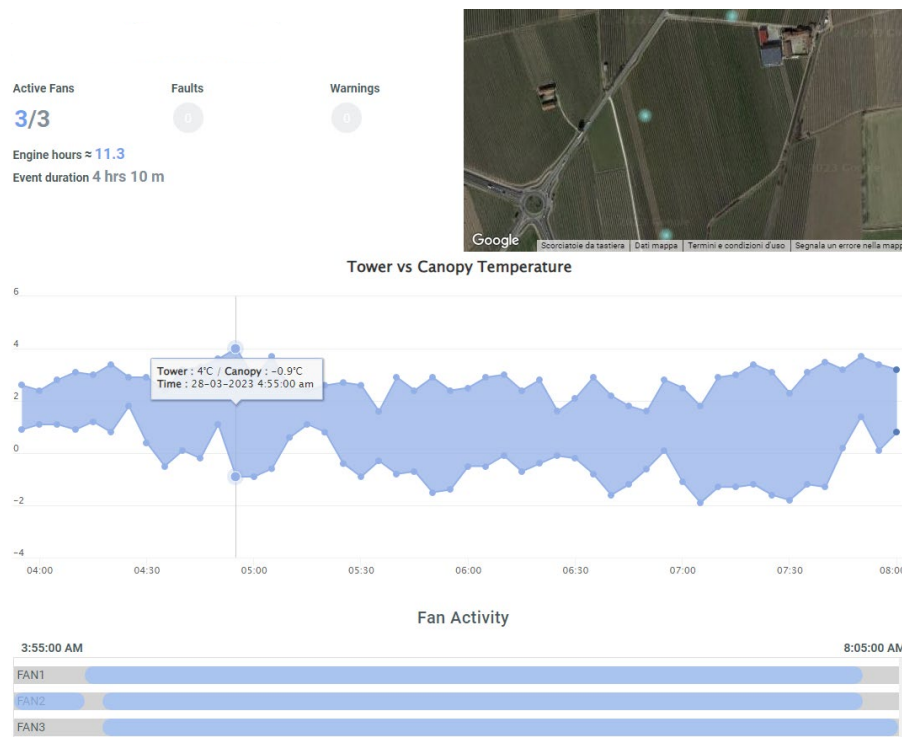 Active Fans
Faults
Warnings
3/3
0
0
Engine hours ≈ 11.3
Event duration 4 hrs 10 m
Google
Scorciatoie da tastiera
Dati mappa
Termini e condizioni d'uso
Segnala un errore nella mapp
Tower vs Canopy Temperature
6
4
2
0
−2
−4
Tower : 4°C / Canopy : -0.9°C
Time : 28-03-2023 4:55:00 am
04:00
04:30
05:00
05:30
06:00
06:30
07:00
07:30
08:00
Fan Activity
3:55:00 AM
8:05:00 AM
FAN1
FAN2
FAN3